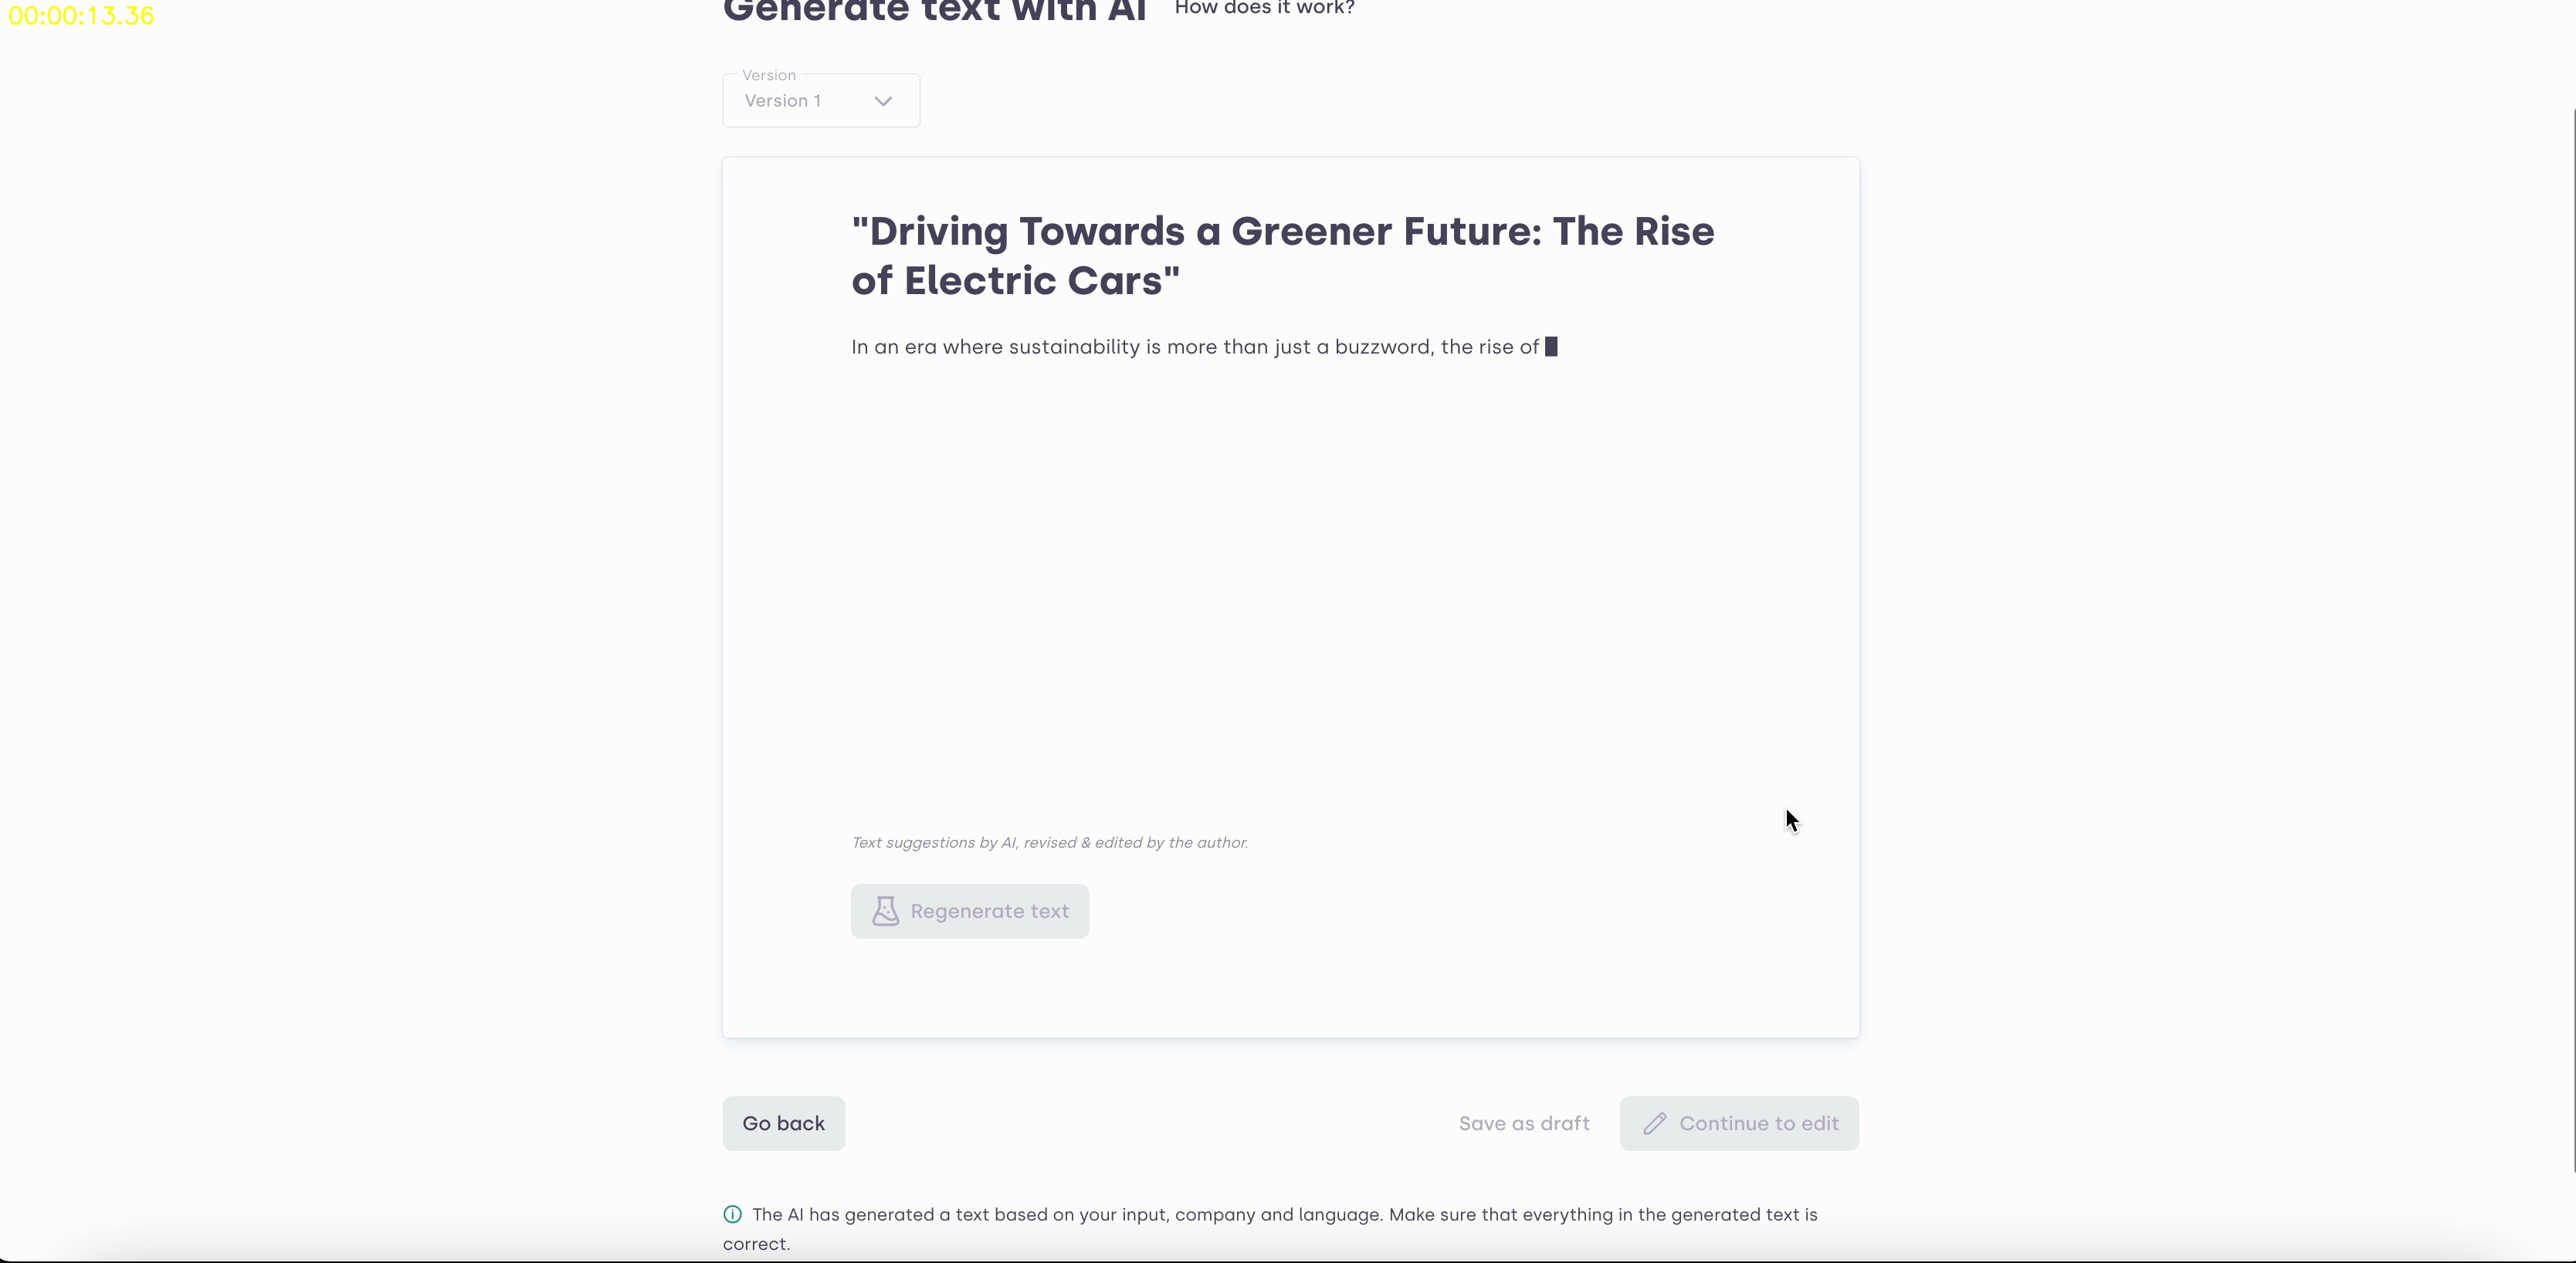 00:00:13.36
Generate text with AI How does it work?
Version
Version 1
"Driving Towards a Greener Future: The Rise
of Electric Cars"
In an era where sustainability is more than just a buzzword, the rise of
Text suggestions by AI, revised & edited by the author.
Regenerate text
Go back
Save as draft
Continue to edit
The AI has generated a text based on your input, company and language. Make sure that everything in the generated text is
correct.